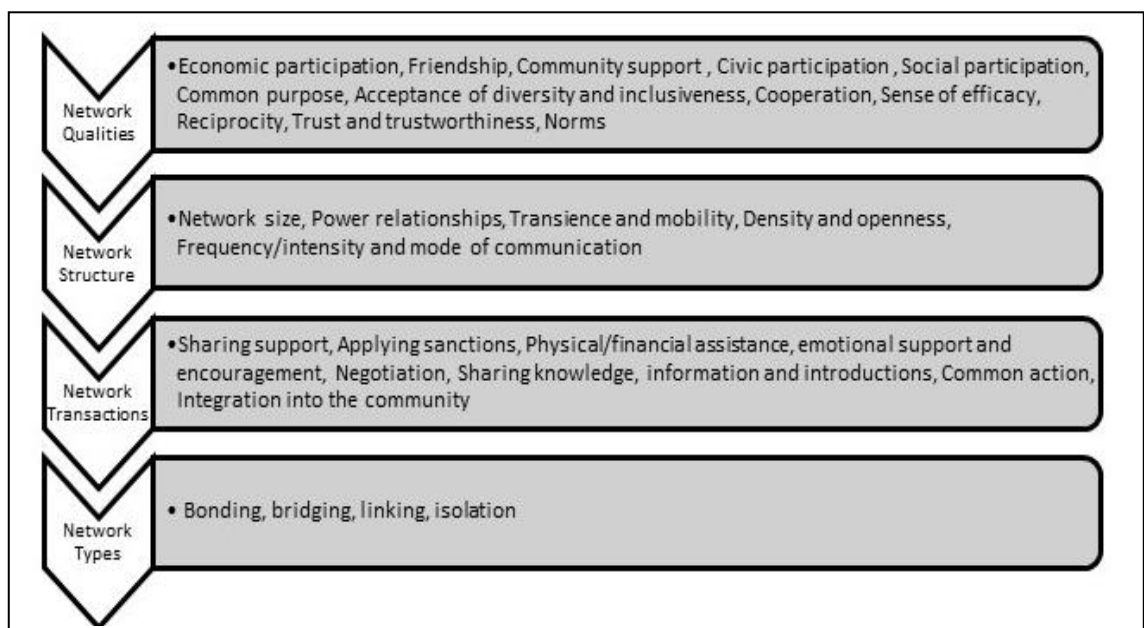 Network
Qualities
•Economic participation, Friendship, Community support , Civic participation , Social participation,
Common purpose, Acceptance of diversity and inclusiveness, Cooperation, Sense of efficacy,
Reciprocity, Trust and trustworthiness, Norms
Network
Structure
•Network size, Power relationships, Transience and mobility, Density and openness,
Frequency/intensity and mode of communication
Network
Transactions
•Sharing support, Applying sanctions, Physical/financial assistance, emotional support and
encouragement, Negotiation, Sharing knowledge, information and introductions, Common action,
Integration into the community
Network
Types
• Bonding, bridging, linking, isolation